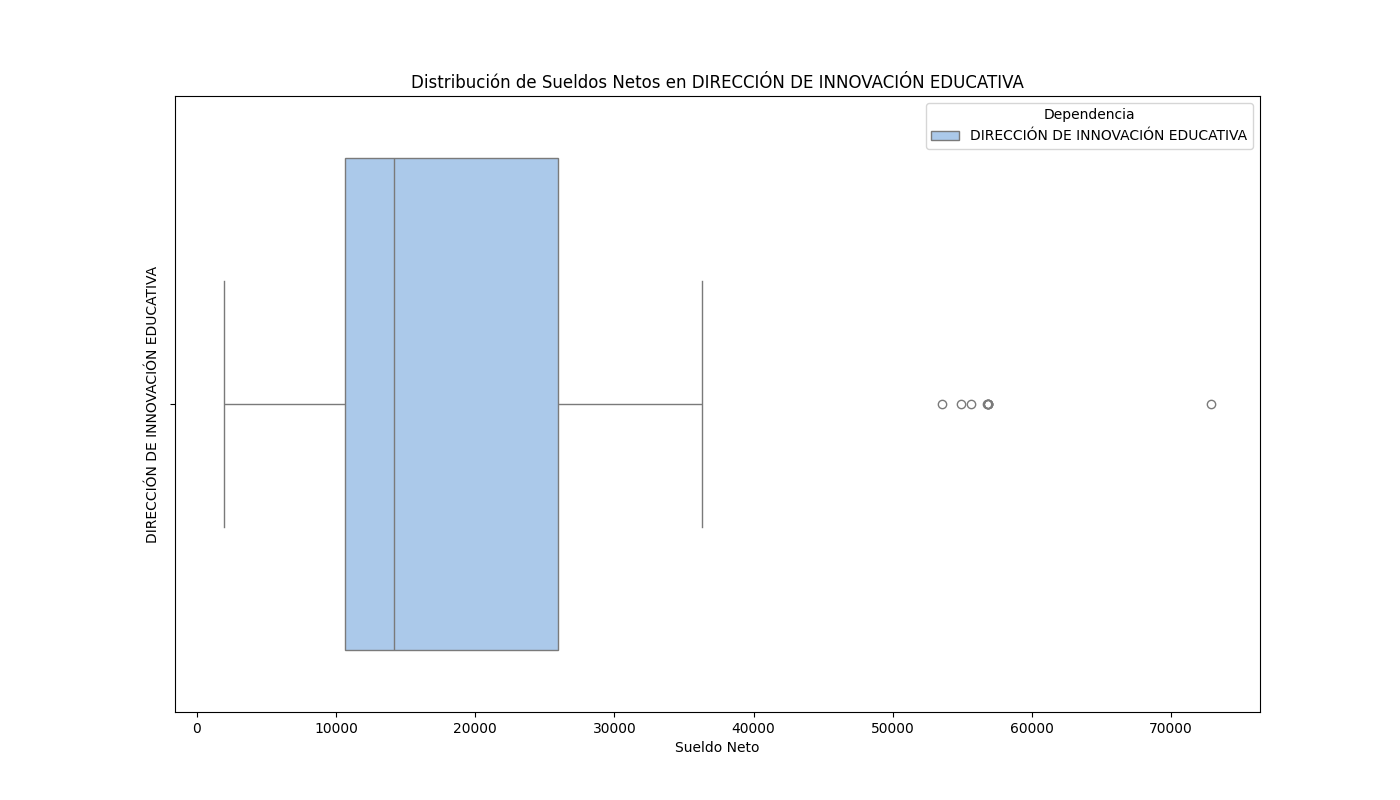 Distribución de Sueldos Netos en DIRECCIÓN DE INNOVACIÓN EDUCATIVA
Dependencia
DIRECCIÓN DE INNOVACIÓN EDUCATIVA
DIRECCIÓN DE INNOVACIÓN EDUCATIVA
0 10000 20000 30000 40000 50000 60000 70000
Sueldo Neto